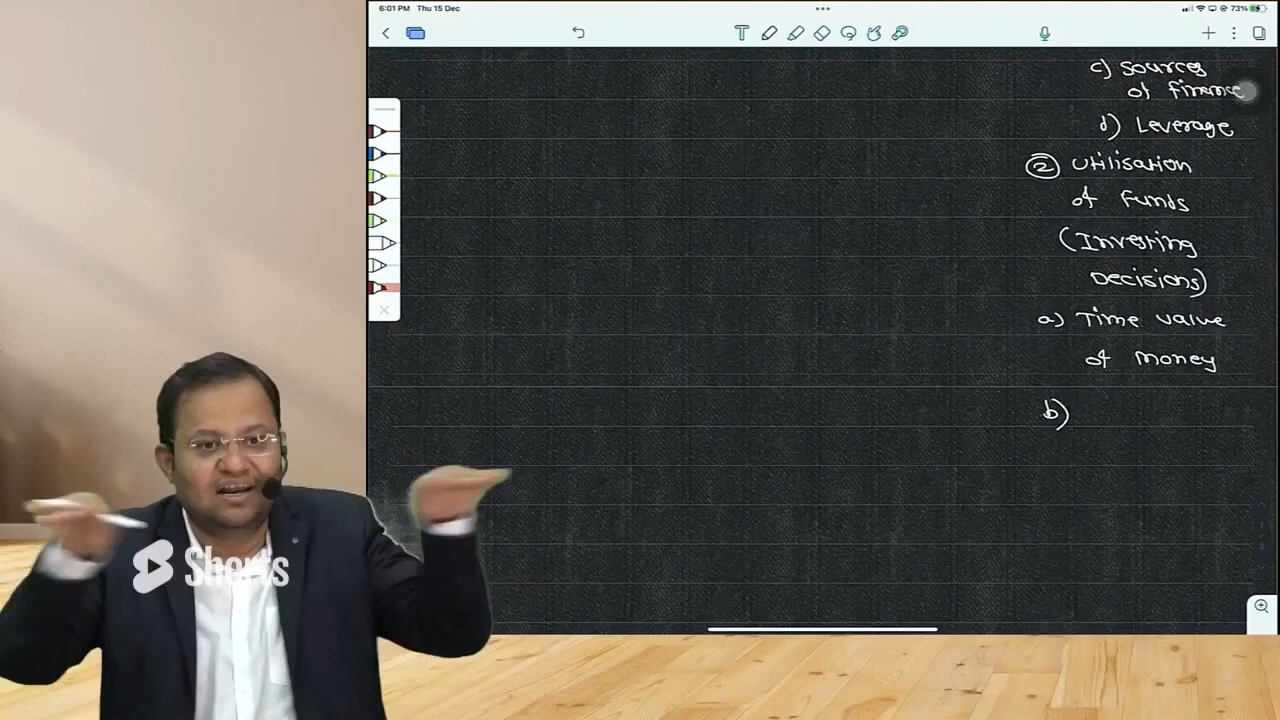 6:01 PM Thu 15 Dec
73%
T
c) Sources
of finance
d) Leverage
② Utilisation
of Funds
(Investing
Decisions)
a) Time value
of money
b)
Shorts